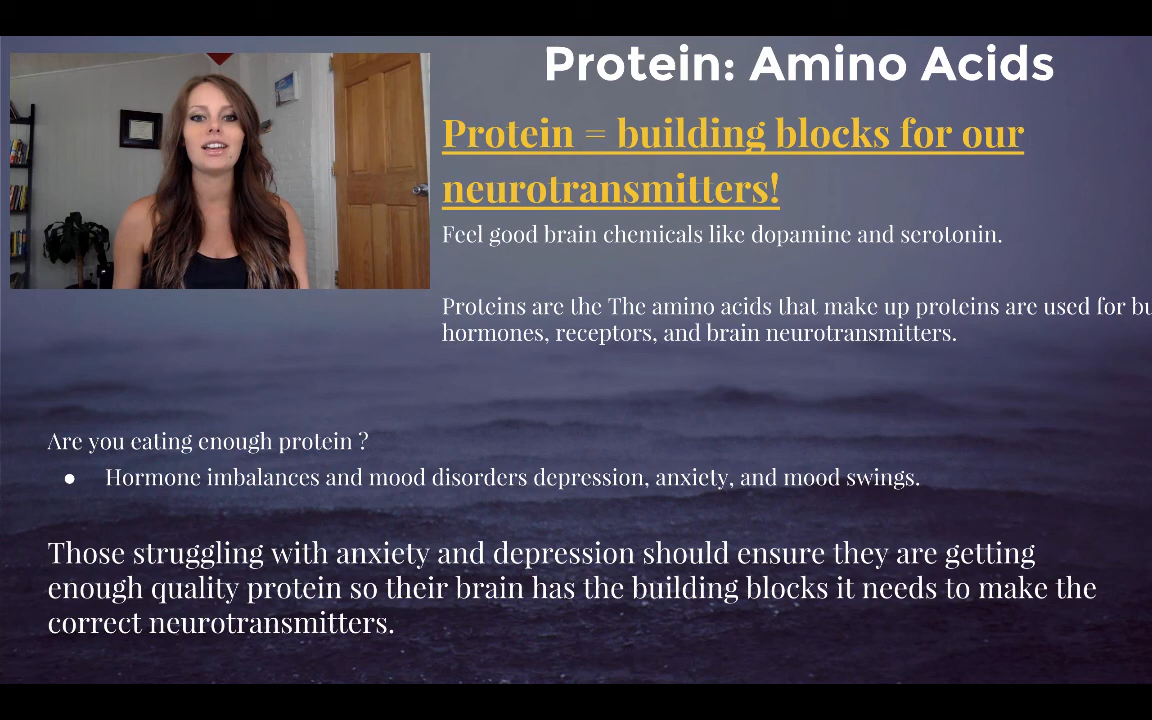 Protein: Amino Acids
Protein = building blocks for our
neurotransmitters!
Feel good brain chemicals like dopamine and serotonin.
Proteins are the The amino acids that make up proteins are used for
hormones, receptors, and brain neurotransmitters.
Are you eating enough protein ?
● Hormone imbalances and mood disorders depression, anxiety, and mood swings.
Those struggling with anxiety and depression should ensure they are getting
enough quality protein so their brain has the building blocks it needs to make the
correct neurotransmitters.